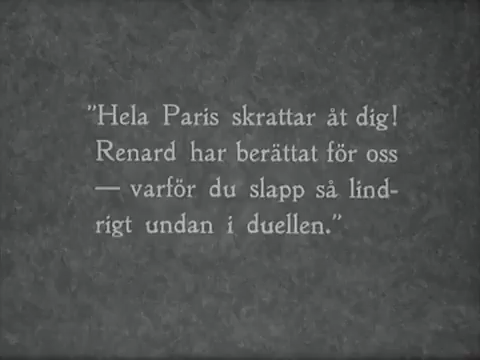 "Hela Paris skrattar åt dig!
Renard har berättat för oss
— varför du slapp så lind-
rigt undan i duellen."